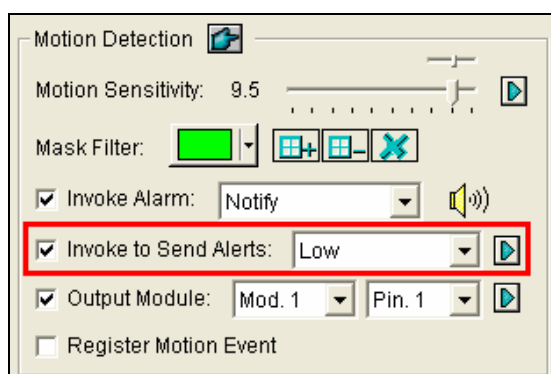 Motion Detection
Motion Sensitivity: 9.5
Mask Filter:
Invoke Alarm: Notify
Invoke to Send Alerts: Low
Output Module: Mod. 1 Pin. 1
Register Motion Event